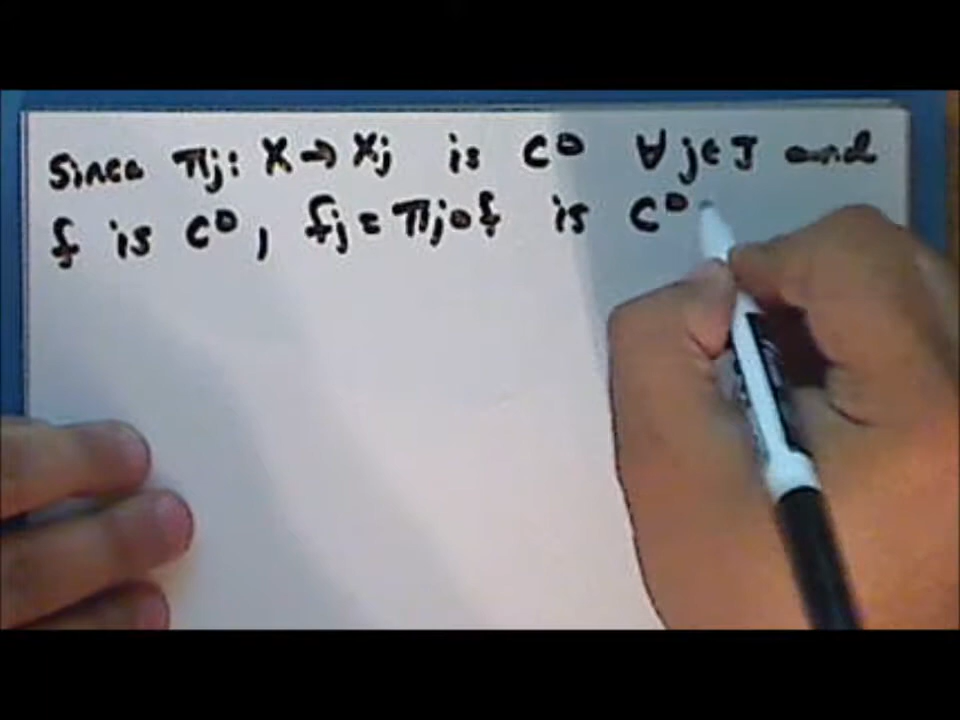 Since πj: X → Xj is C⁰ ∀ j ∈ J and
f is C⁰, fj = πj∘f is C⁰